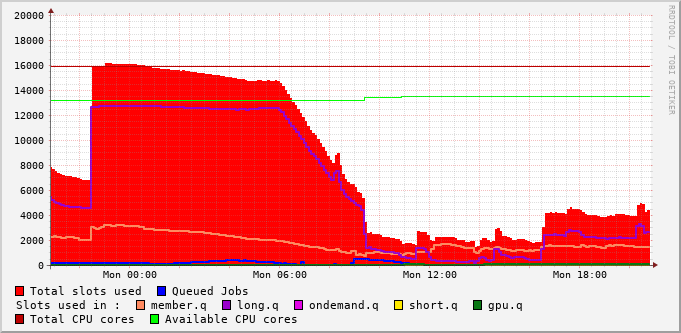 RRDTOOL / TOBI OETIKER
20000
18000
16000
14000
12000
10000
8000
6000
4000
2000
0
Mon 00:00 Mon 06:00 Mon 12:00 Mon 18:00
Total slots used Queued Jobs
Slots used in : member.q long.q ondemand.q short.q gpu.q
Total CPU cores Available CPU cores